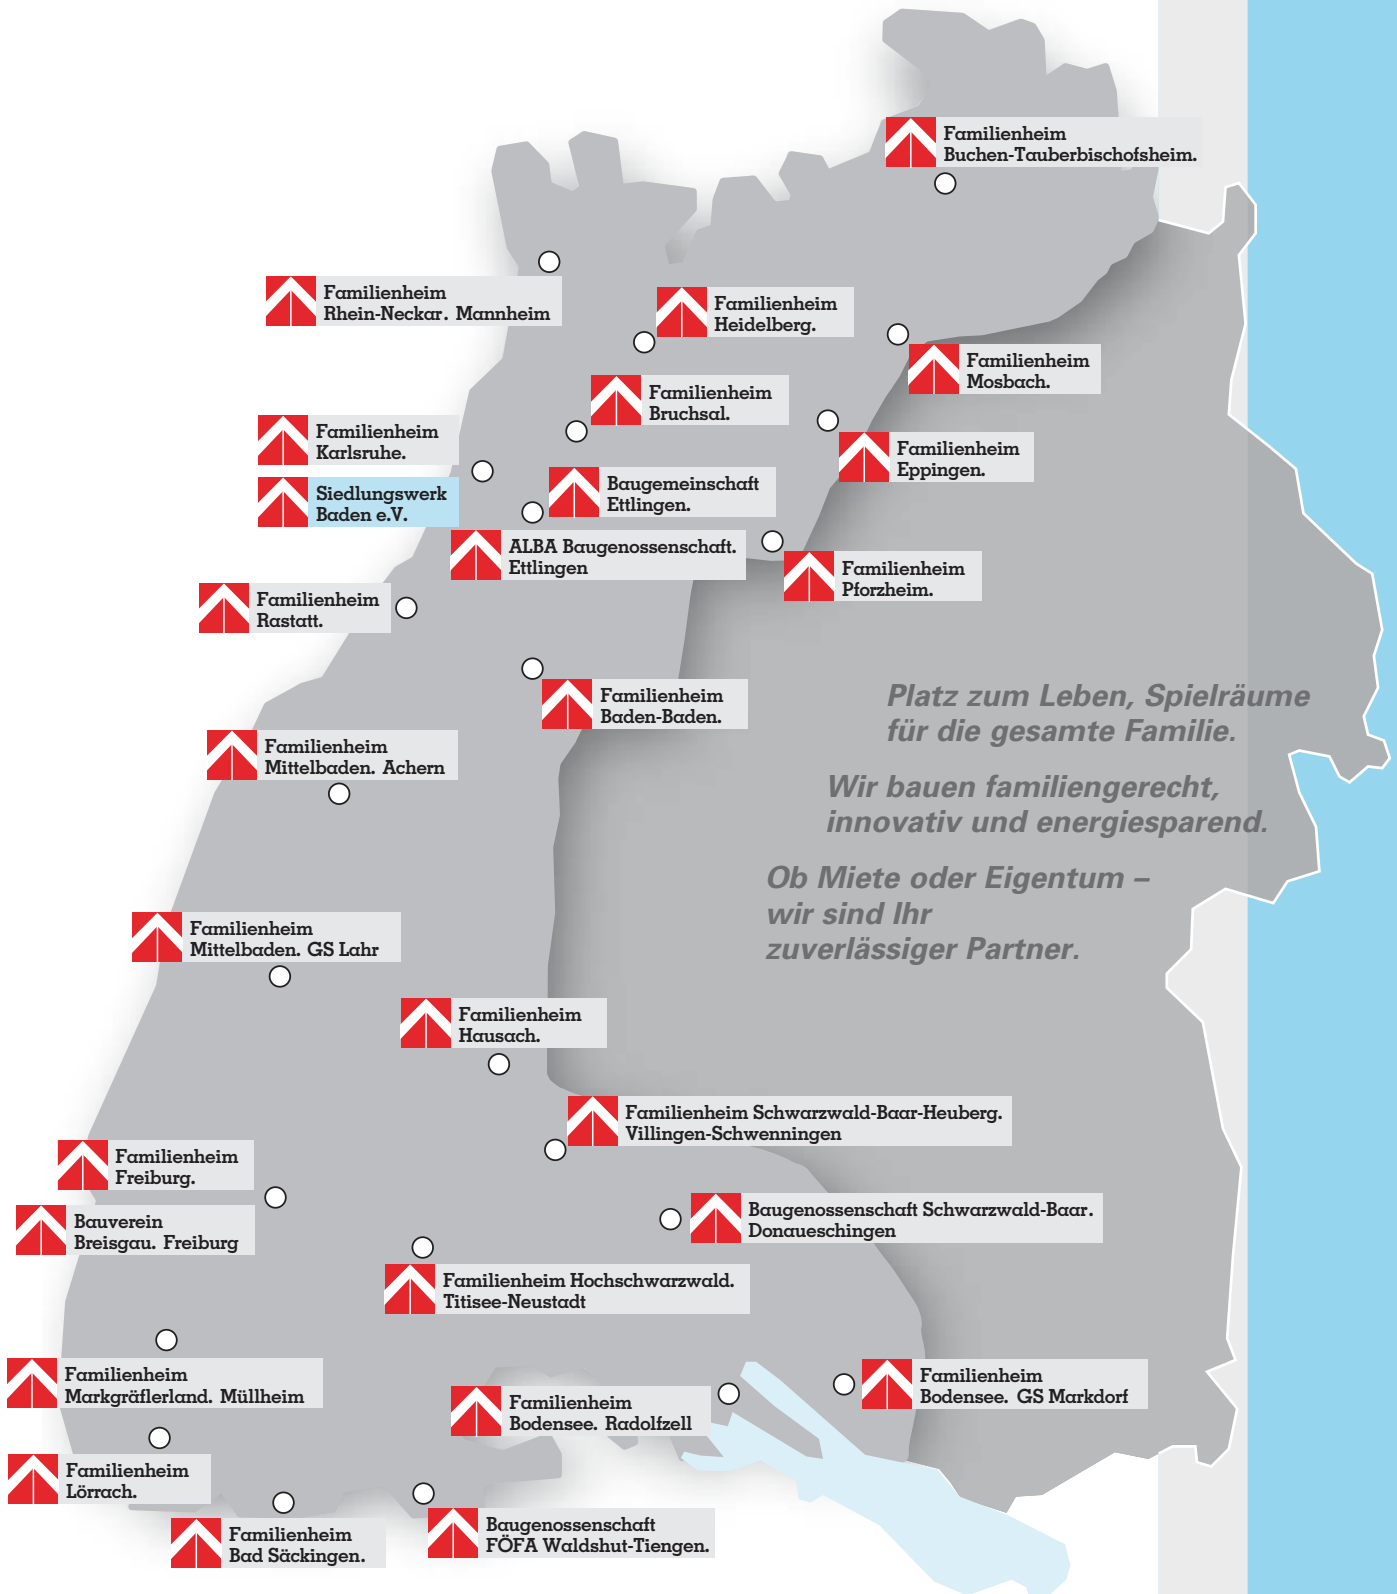 Familienheim
Buchen-Tauberbischofsheim.
Familienheim
Rhein-Neckar. Mannheim
Familienheim
Heidelberg.
Familienheim
Mosbach.
Familienheim
Bruchsal.
Familienheim
Karlsruhe.
Familienheim
Eppingen.
Siedlungswerk
Baden e.V.
Baugemeinschaft
Ettlingen.
ALBA Baugenossenschaft.
Ettlingen
Familienheim
Pforzheim.
Familienheim
Rastatt.
Familienheim
Baden-Baden.
Platz zum Leben, Spielräume
für die gesamte Familie.
Familienheim
Mittelbaden. Achern
Wir bauen familiengerecht,
innovativ und energiesparend.
Ob Miete oder Eigentum –
wir sind Ihr
zuverlässiger Partner.
Familienheim
Mittelbaden. GS Lahr
Familienheim
Hausach.
Familienheim Schwarzwald-Baar-Heuberg.
Villingen-Schwenningen
Familienheim
Freiburg.
Bauverein
Breisgau. Freiburg
Baugenossenschaft Schwarzwald-Baar.
Donaueschingen
Familienheim Hochschwarzwald.
Titisee-Neustadt
Familienheim
Markgräflerland. Müllheim
Familienheim
Bodensee. Radolfzell
Familienheim
Bodensee. GS Markdorf
Familienheim
Lörrach.
Familienheim
Bad Säckingen.
Baugenossenschaft
FÖFA Waldshut-Tiengen.